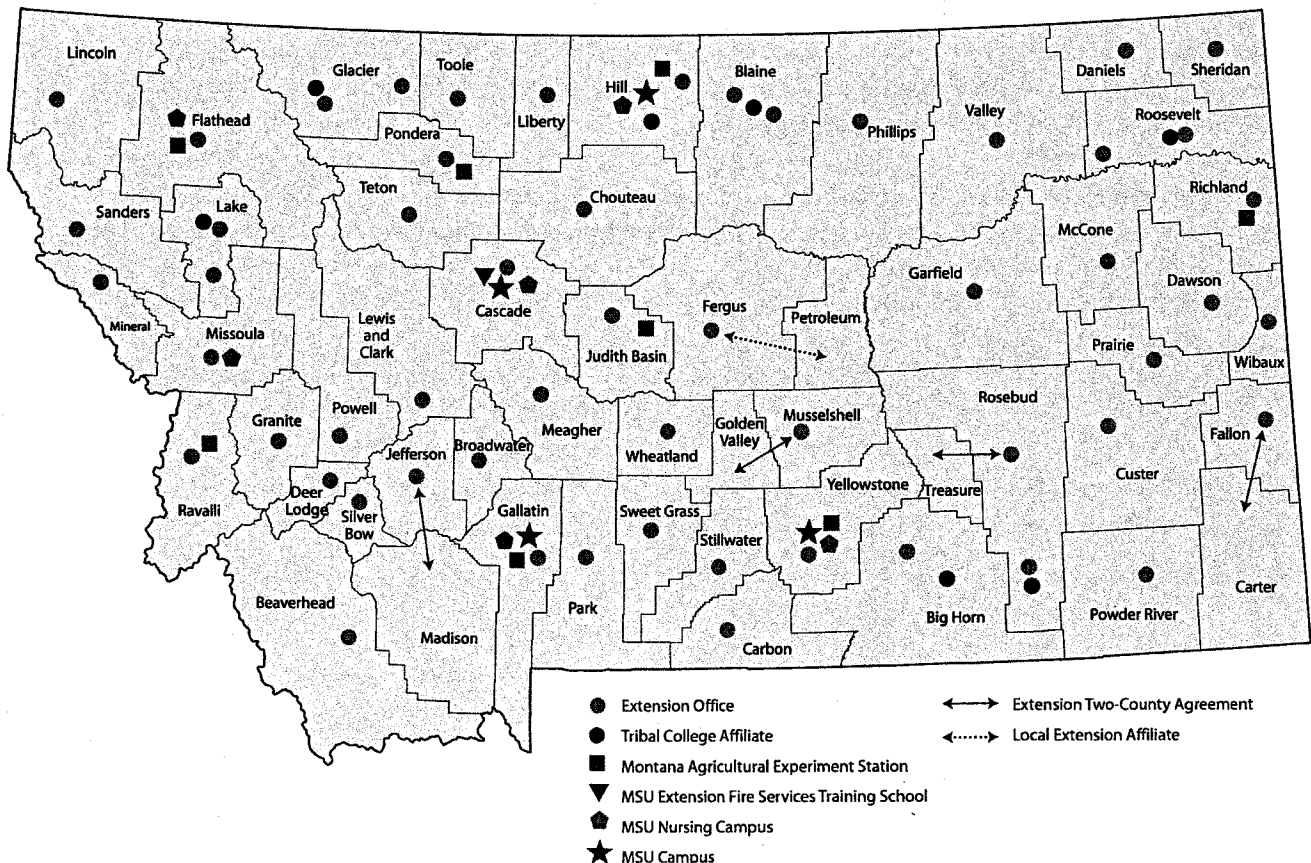 Lincoln
Flathead
Glacier
Toole
Liberty
Hill
Blaine
Phillips
Valley
Daniels
Sheridan
Roosevelt
Pondera
Teton
Chouteau
Richland
McCone
Sanders
Lake
Garfield
Dawson
Mineral
Missoula
Lewis
and
Clark
Cascade
Judith Basin
Fergus
Petroleum
Prairie
Wibaux
Granite
Powell
Jefferson
Broadwater
Meagher
Wheatland
Golden
Valley
Musselshell
Rosebud
Custer
Fallon
Ravalli
Deer
Lodge
Silver
Bow
Gallatin
Sweet Grass
Stillwater
Yellowstone
Treasure
Beaverhead
Madison
Park
Carbon
Big Horn
Powder River
Carter
Extension Office
Tribal College Affiliate
Montana Agricultural Experiment Station
MSU Extension Fire Services Training School
MSU Nursing Campus
MSU Campus
Extension Two-County Agreement
Local Extension Affiliate